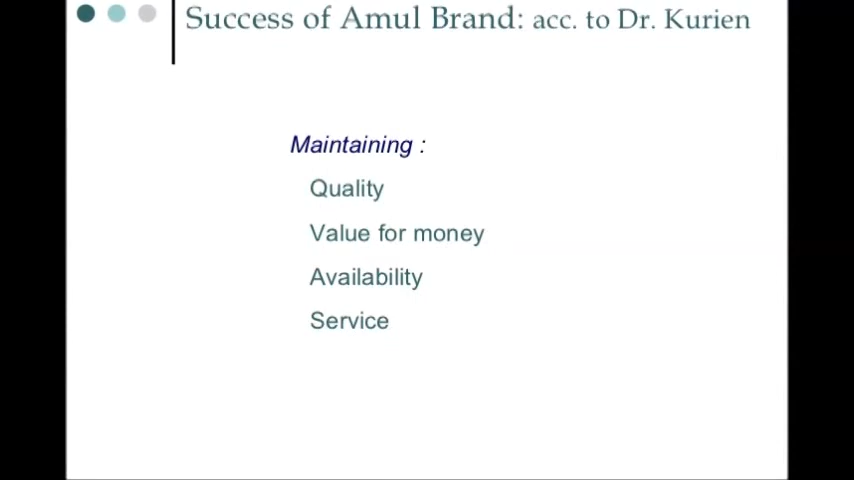 Success of Amul Brand: acc. to Dr. Kurien
Maintaining :
Quality
Value for money
Availability
Service